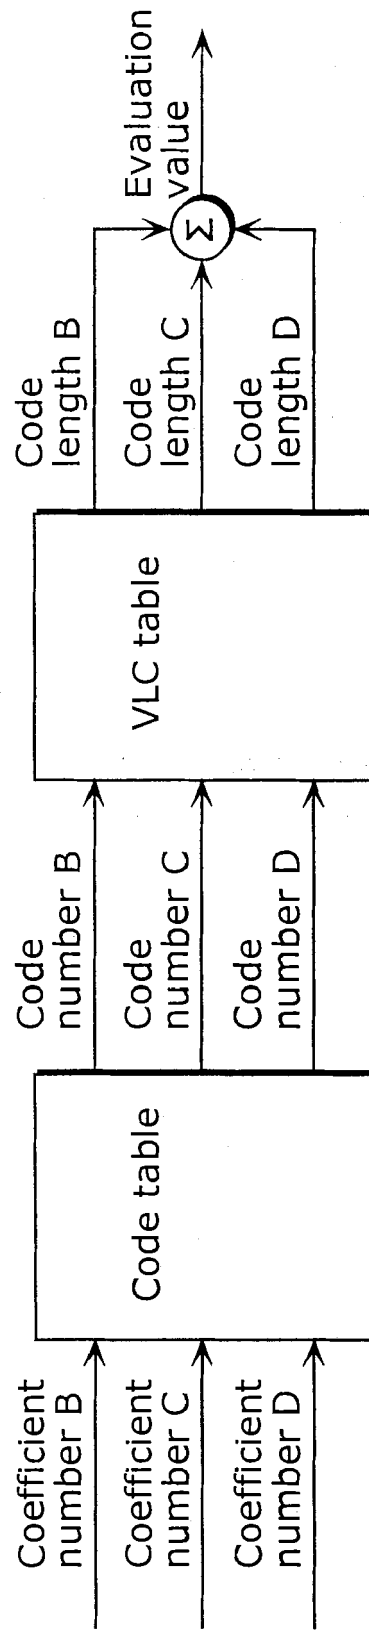 Coefficient
number B
Coefficient
number C
Coefficient
number D
Code table
Code
number B
Code
number C
Code
number D
VLC table
Code
length B
Code
length C
Code
length D
Σ
Evaluation
value